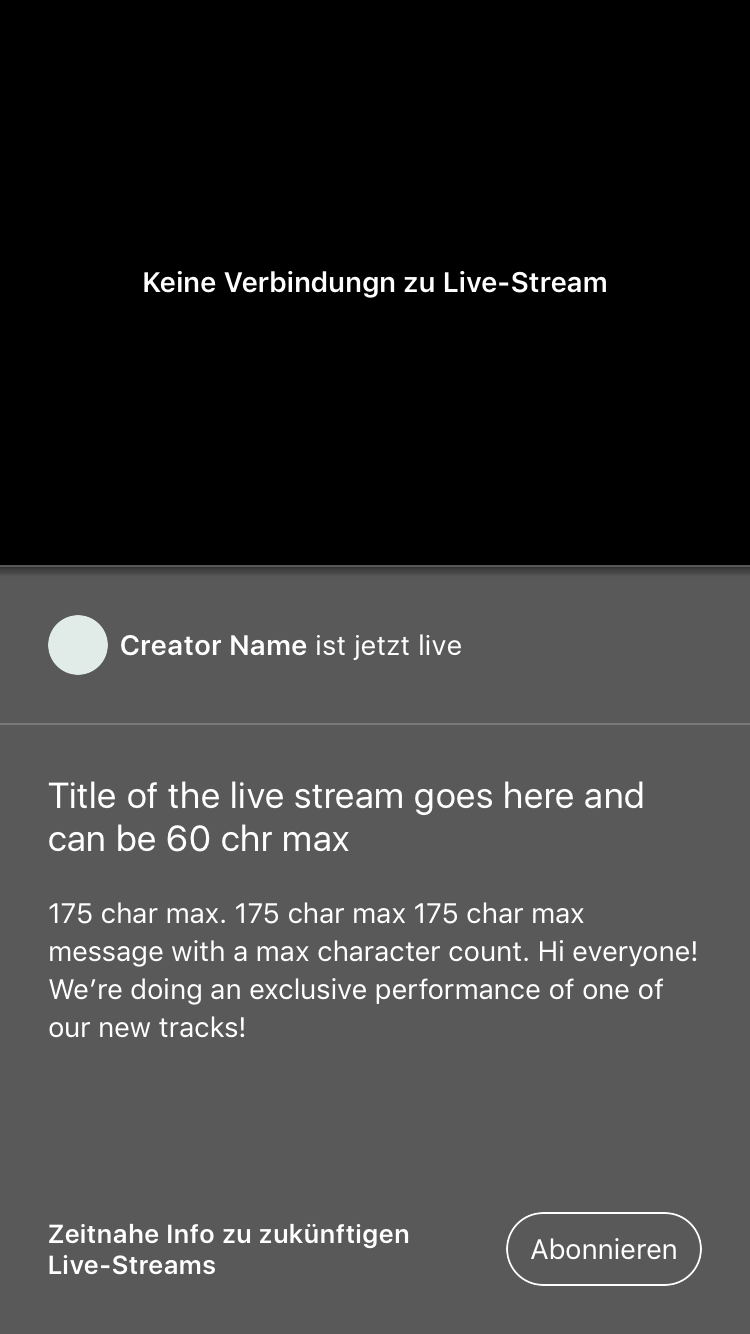 Keine Verbindungn zu Live-Stream
Creator Name ist jetzt live
Title of the live stream goes here and
can be 60 chr max
175 char max. 175 char max 175 char max
message with a max character count. Hi everyone!
We’re doing an exclusive performance of one of
our new tracks!
Zeitnahe Info zu zukünftigen
Live-Streams
Abonnieren